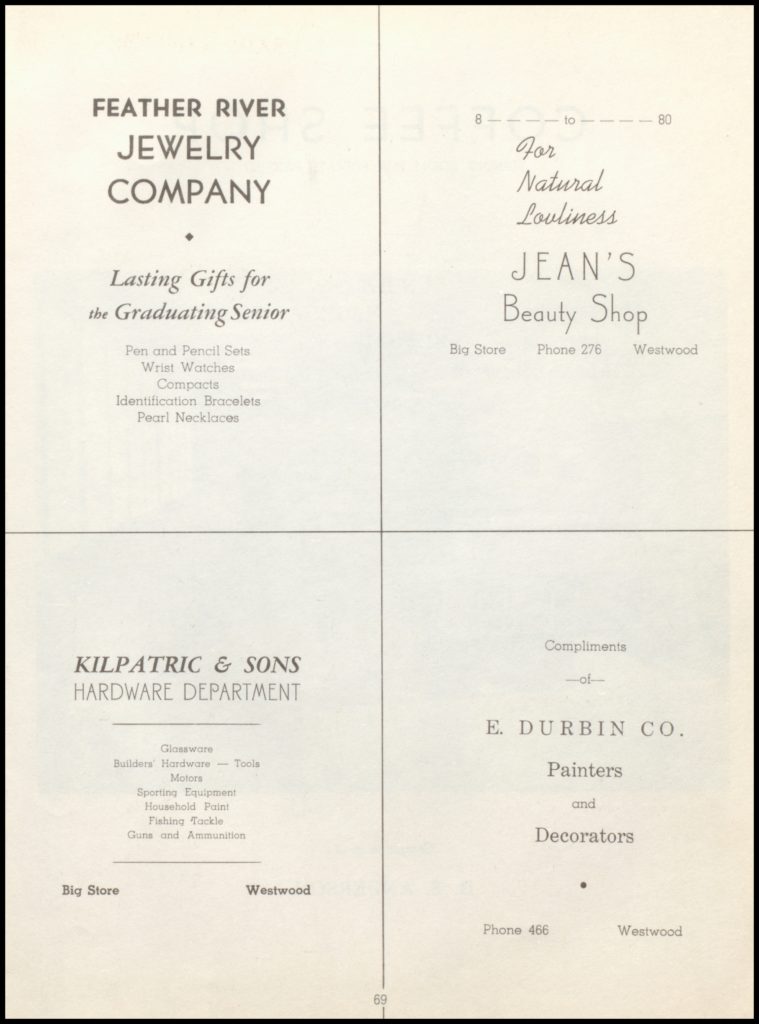 FEATHER RIVER
JEWELRY
COMPANY
Lasting Gifts for
the Graduating Senior
Pen and Pencil Sets
Wrist Watches
Compacts
Identification Bracelets
Pearl Necklaces
8 — — — — — to — — — — — 80
For
Natural
Lovliness
JEAN'S
Beauty Shop
Big Store Phone 276 Westwood
KILPATRIC & SONS
HARDWARE DEPARTMENT
Glassware
Builders' Hardware — Tools
Motors
Sporting Equipment
Household Paint
Fishing Tackle
Guns and Ammunition
Big Store Westwood
Compliments
—of—
E. DURBIN CO.
Painters
and
Decorators
Phone 466 Westwood
69